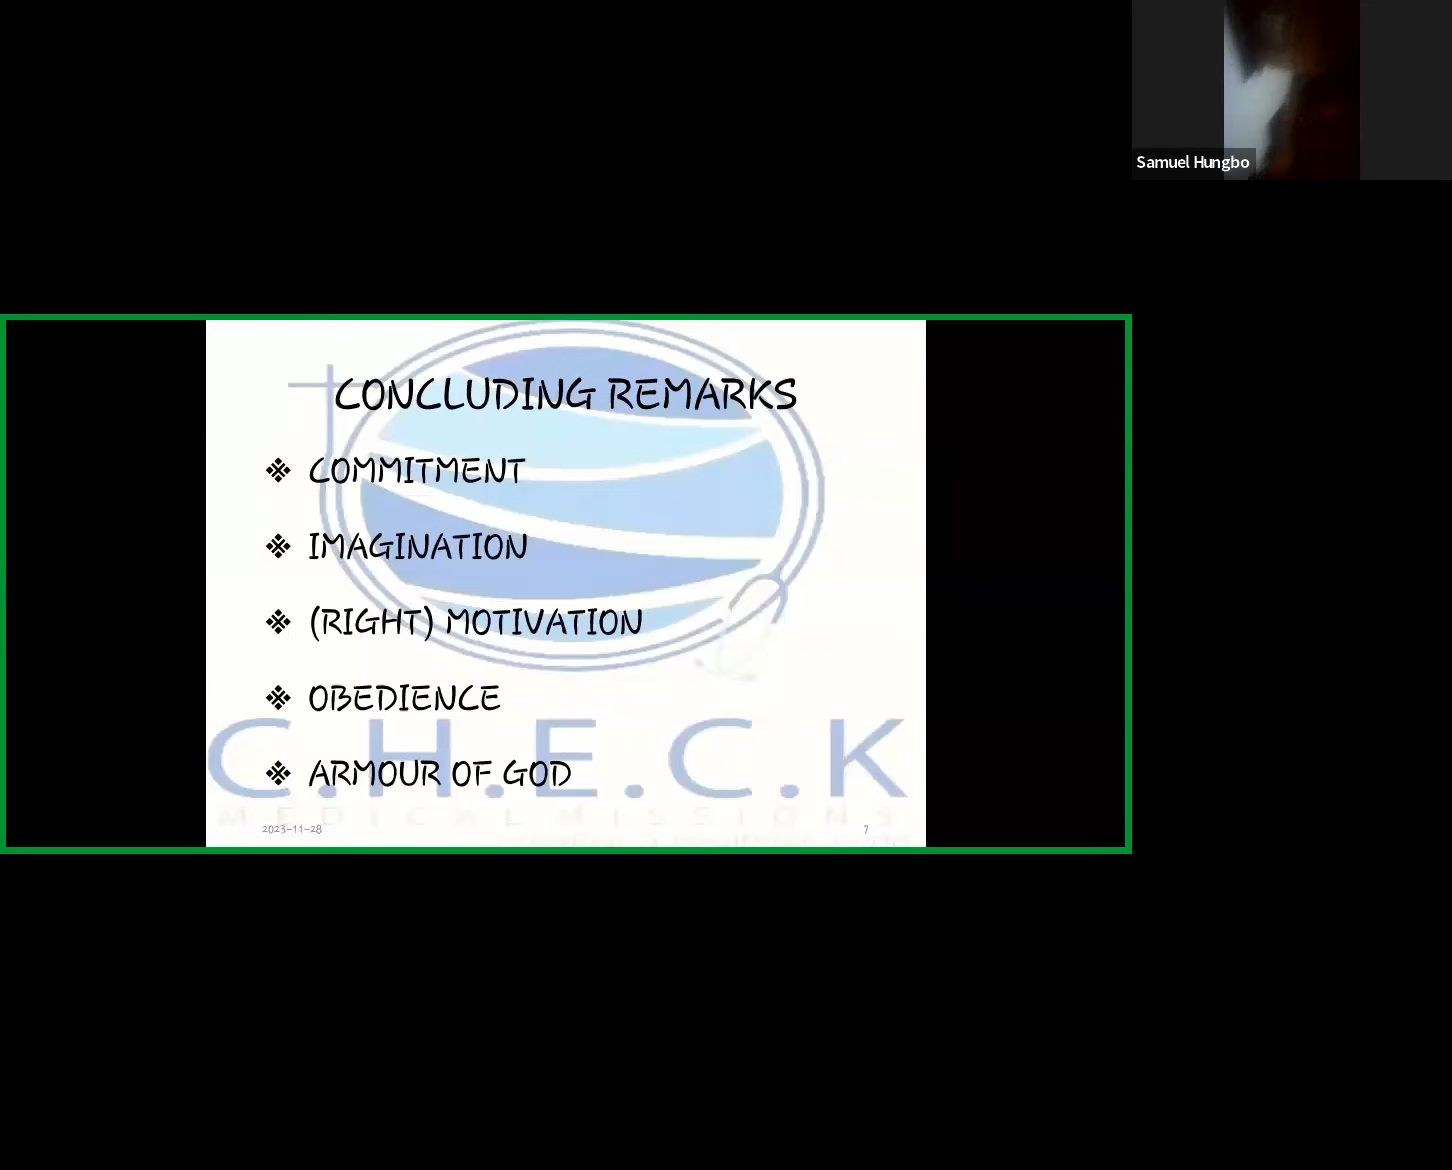 Samuel Hungbo
CONCLUDING REMARKS
❖ COMMITMENT
❖ IMAGINATION
❖ (RIGHT) MOTIVATION
❖ OBEDIENCE
❖ ARMOUR OF GOD
C.H.E.C.K
MEDICAL MISSIONS
2023-11-28
7